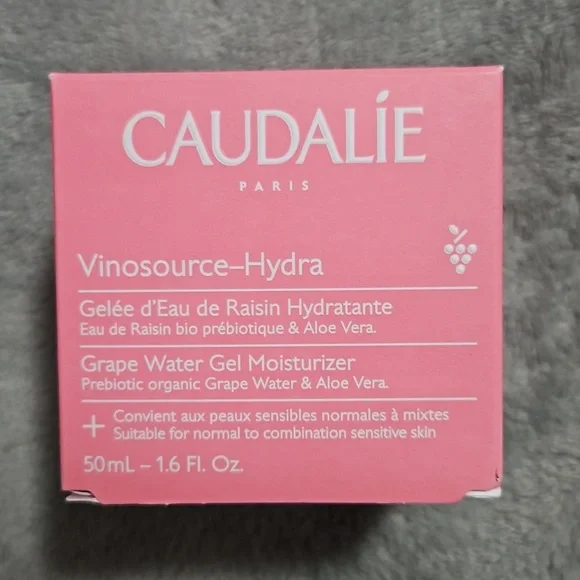 CAUDALÍE
PARIS
Vinosource–Hydra
Gelée d'Eau de Raisin Hydratante
Eau de Raisin bio prébiotique & Aloe Vera.
Grape Water Gel Moisturizer
Prebiotic organic Grape Water & Aloe Vera.
+ Convient aux peaux sensibles normales à mixtes
Suitable for normal to combination sensitive skin
50mL – 1.6 Fl. Oz.